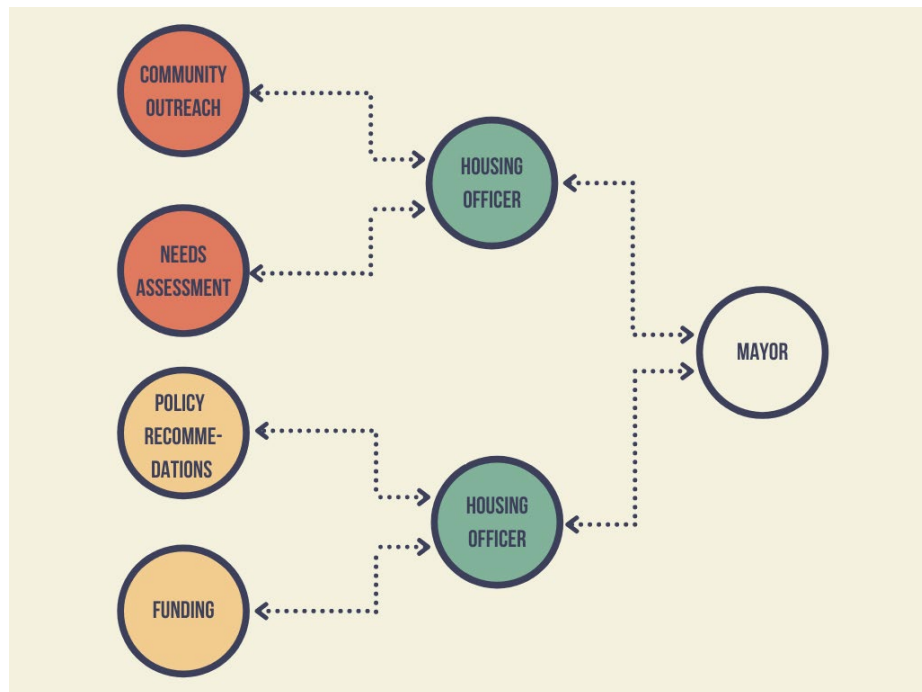 COMMUNITY
OUTREACH
HOUSING
OFFICER
NEEDS
ASSESSMENT
MAYOR
POLICY
RECOMME-
DATIONS
HOUSING
OFFICER
FUNDING